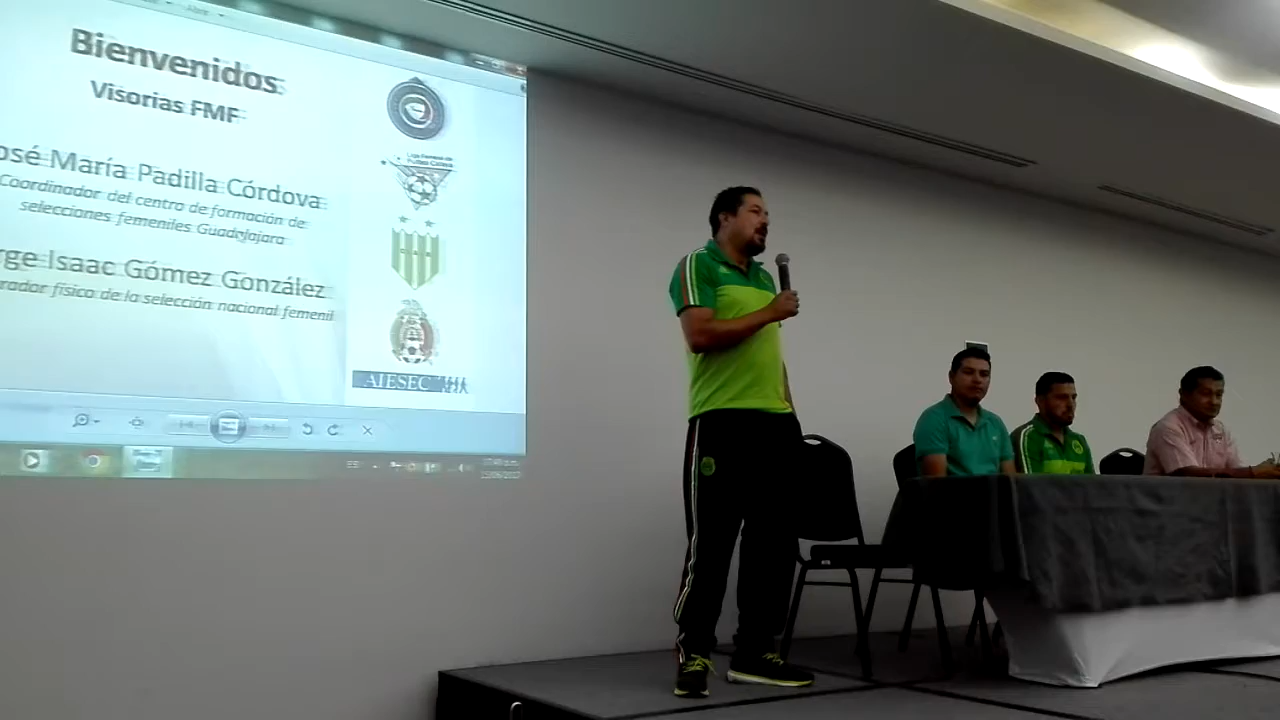 Bienvenidos
Visorias FMF
osé María Padilla Córdova
Coordinador del centro de formación de
selecciones femeniles Guadalajara
rge Isaac Gómez González
rador físico de la selección nacional femenil
AIESEC
ES